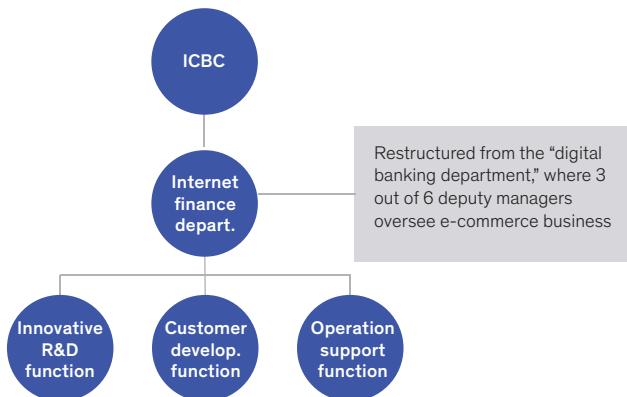 ICBC
Internet
finance
depart.
Restructured from the “digital
banking department,” where 3
out of 6 deputy managers
oversee e-commerce business
Innovative
R&D
function
Customer
develop.
function
Operation
support
function